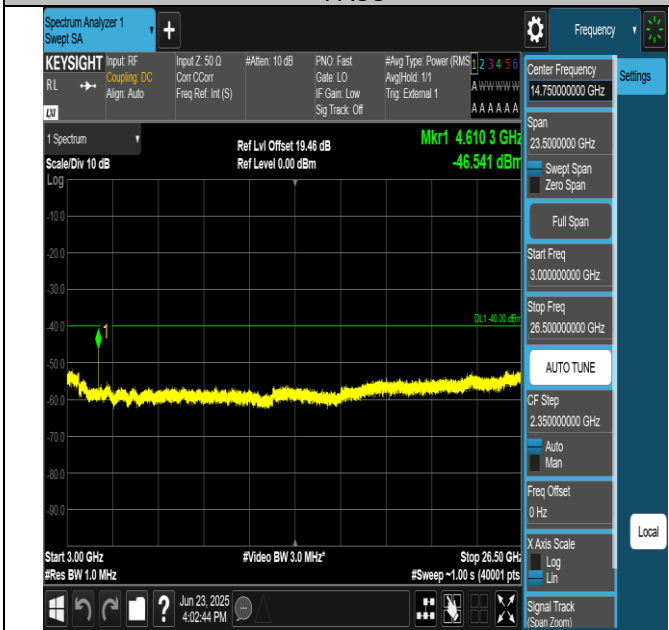 Spectrum Analyzer 1
Swept SA
Frequency
KEYSIGHT
RL
LXI
Input: RF
Coupling: DC
Align: Auto
Input Z: 50 Ω
Corr CCorr
Freq Ref: Int (S)
#Atten: 10 dB
PNO: Fast
Gate: LO
IF Gain: Low
Sig Track: Off
#Avg Type: Power (RMS)
Avg|Hold: 1/1
Trig: External 1
1 2 3 4 5 6
A W W W W W
A A A A A A
1 Spectrum
Scale/Div 10 dB
Log
Ref Lvl Offset 19.46 dB
Ref Level 0.00 dBm
Mkr1 4.610 3 GHz
-46.541 dBm
-10.0
-20.0
-30.0
-40.0
-50.0
-60.0
-70.0
-80.0
-90.0
1
DL1 -40.00 dBm
Start 3.00 GHz
#Res BW 1.0 MHz
#Video BW 3.0 MHz*
Stop 26.50 GHz
#Sweep ~1.00 s (40001 pts)
Jun 23, 2025
4:02:44 PM
Center Frequency
14.750000000 GHz
Settings
Span
23.5000000 GHz
Swept Span
Zero Span
Full Span
Start Freq
3.000000000 GHz
Stop Freq
26.500000000 GHz
AUTO TUNE
CF Step
2.350000000 GHz
Auto
Man
Freq Offset
0 Hz
X Axis Scale
Log
Lin
Local
Signal Track
(Span Zoom)